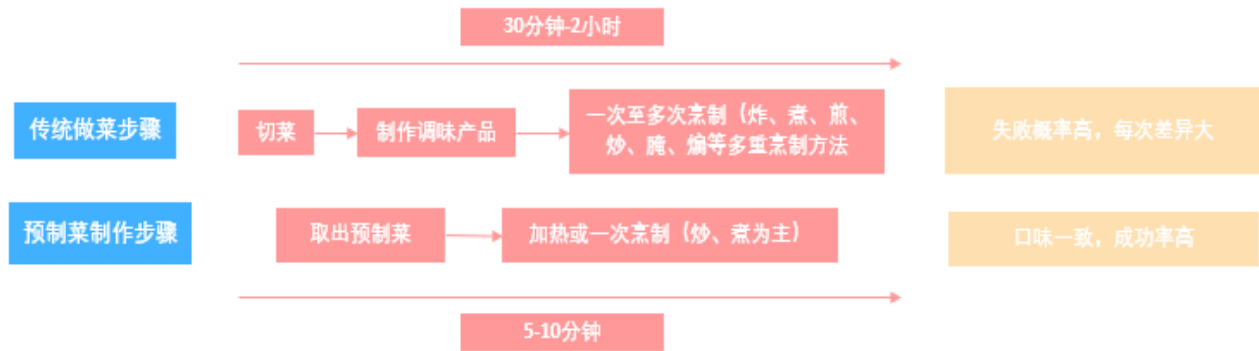 30分钟-2小时
传统做菜步骤
切菜
制作调味产品
一次至多次烹制（炸、煮、煎、
炒、腌、焗等多重烹制方法
失败概率高，每次差异大
预制菜制作步骤
取出预制菜
加热或一次烹制（炒、煮为主）
口味一致，成功率高
5-10分钟